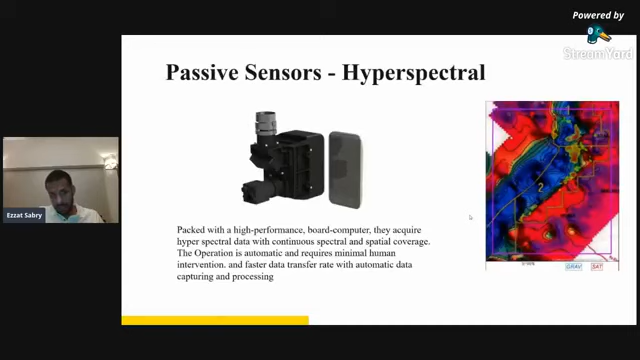 Powered by
StreamYard
Passive Sensors - Hyperspectral
Ezzat Sabry
2
Packed with a high-performance, board-computer, they acquire
hyper spectral data with continuous spectral and spatial coverage.
The Operation is automatic and requires minimal human
intervention. and faster data transfer rate with automatic data
capturing and processing
GRAV
SAT